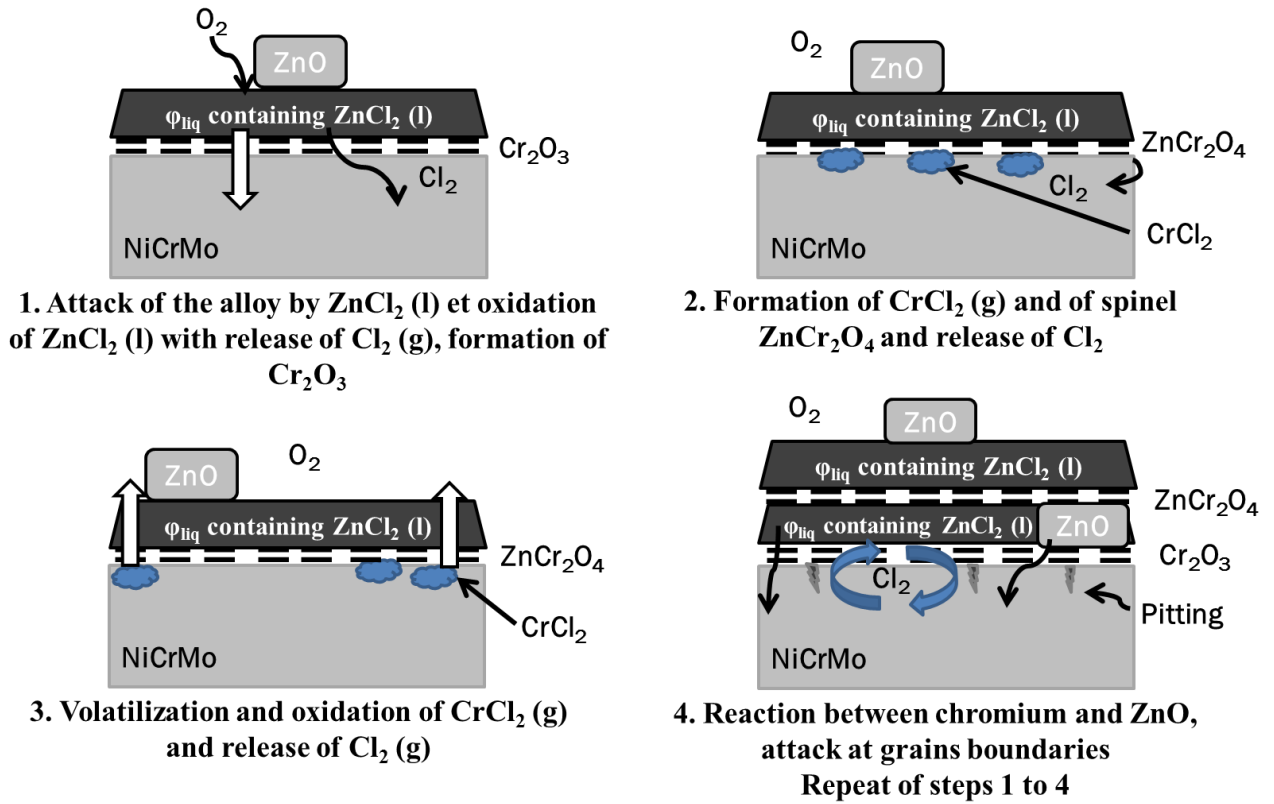 O₂
ZnO
φliq containing ZnCl₂ (l)
Cr₂O₃
Cl₂
NiCrMo
1. Attack of the alloy by ZnCl₂ (l) et oxidation
of ZnCl₂ (l) with release of Cl₂ (g), formation of
Cr₂O₃
O₂
ZnO
φliq containing ZnCl₂ (l)
ZnCr₂O₄
Cl₂
CrCl₂
NiCrMo
2. Formation of CrCl₂ (g) and of spinel
ZnCr₂O₄ and release of Cl₂
O₂
ZnO
φliq containing ZnCl₂ (l)
ZnCr₂O₄
CrCl₂
NiCrMo
3. Volatilization and oxidation of CrCl₂ (g)
and release of Cl₂ (g)
O₂
ZnO
φliq containing ZnCl₂ (l)
ZnCr₂O₄
φliq containing ZnCl₂ (l)
ZnO
Cr₂O₃
Cl₂
Pitting
NiCrMo
4. Reaction between chromium and ZnO,
attack at grains boundaries
Repeat of steps 1 to 4